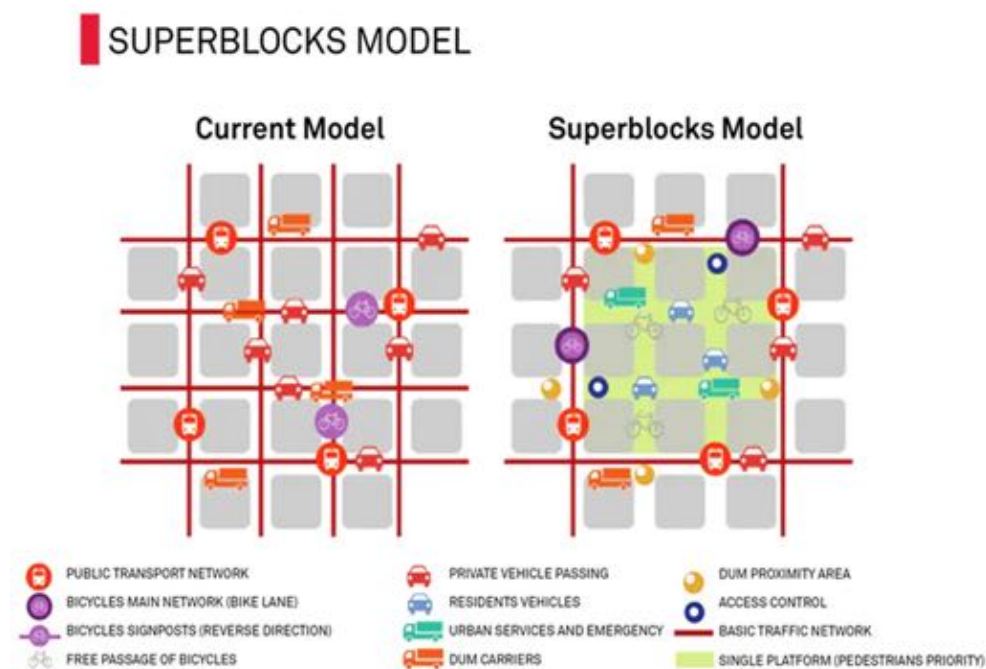 SUPERBLOCKS MODEL
Current Model
Superblocks Model
PUBLIC TRANSPORT NETWORK
PRIVATE VEHICLE PASSING
DUM PROXIMITY AREA
BICYCLES MAIN NETWORK (BIKE LANE)
RESIDENTS VEHICLES
ACCESS CONTROL
BICYCLES SIGNPOSTS (REVERSE DIRECTION)
URBAN SERVICES AND EMERGENCY
BASIC TRAFFIC NETWORK
FREE PASSAGE OF BICYCLES
DUM CARRIERS
SINGLE PLATFORM (PEDESTRIANS PRIORITY)